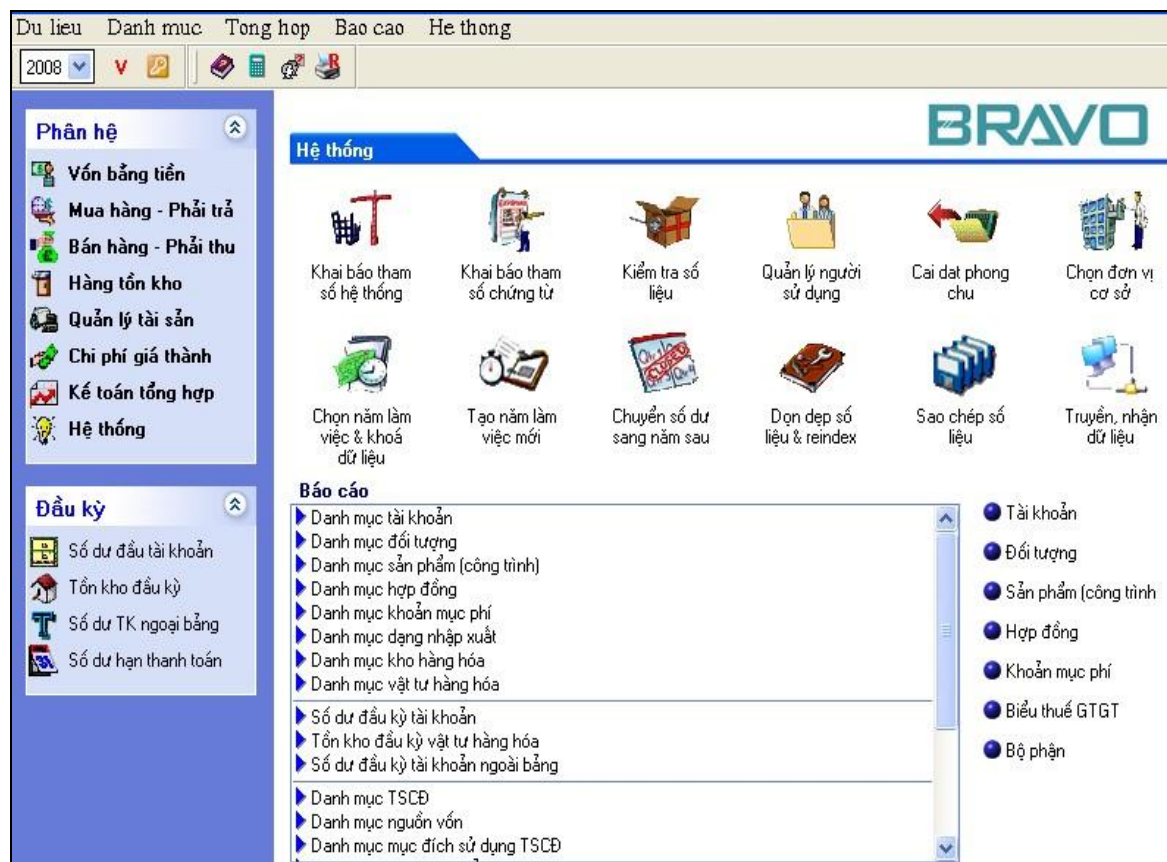 Du lieu Danh muc Tong hop Bao cao He thong
2008 V R
BRAVO
Phân hệ
Vốn bằng tiền
Mua hàng - Phải trả
Bán hàng - Phải thu
Hàng tồn kho
Quản lý tài sản
Chi phí giá thành
Kế toán tổng hợp
Hệ thống
Đầu kỳ
Số dư đầu tài khoản
Tồn kho đầu kỳ
Số dư TK ngoại bảng
Số dư hạn thanh toán
Hệ thống
Khai báo tham
số hệ thống
Khai báo tham
số chứng từ
Kiểm tra số
liệu
Quản lý người
sử dụng
Cai dat phong
chu
Chọn đơn vị
cơ sở
Chọn năm làm
việc & khoá
dữ liệu
Tạo năm làm
việc mới
CLOSED
Chuyển số dư
sang năm sau
Dọn dẹp số
liệu & reindex
Sao chép số
liệu
Truyền, nhận
dữ liệu
Báo cáo
Danh mục tài khoản
Danh mục đối tượng
Danh mục sản phẩm (công trình)
Danh mục hợp đồng
Danh mục khoản mục phí
Danh mục dạng nhập xuất
Danh mục kho hàng hóa
Danh mục vật tư hàng hóa
Số dư đầu kỳ tài khoản
Tồn kho đầu kỳ vật tư hàng hóa
Số dư đầu kỳ tài khoản ngoài bảng
Danh mục TSCĐ
Danh mục nguồn vốn
Danh mục mục đích sử dụng TSCĐ
Tài khoản
Đối tượng
Sản phẩm (công trình
Hợp đồng
Khoản mục phí
Biểu thuế GTGT
Bộ phận